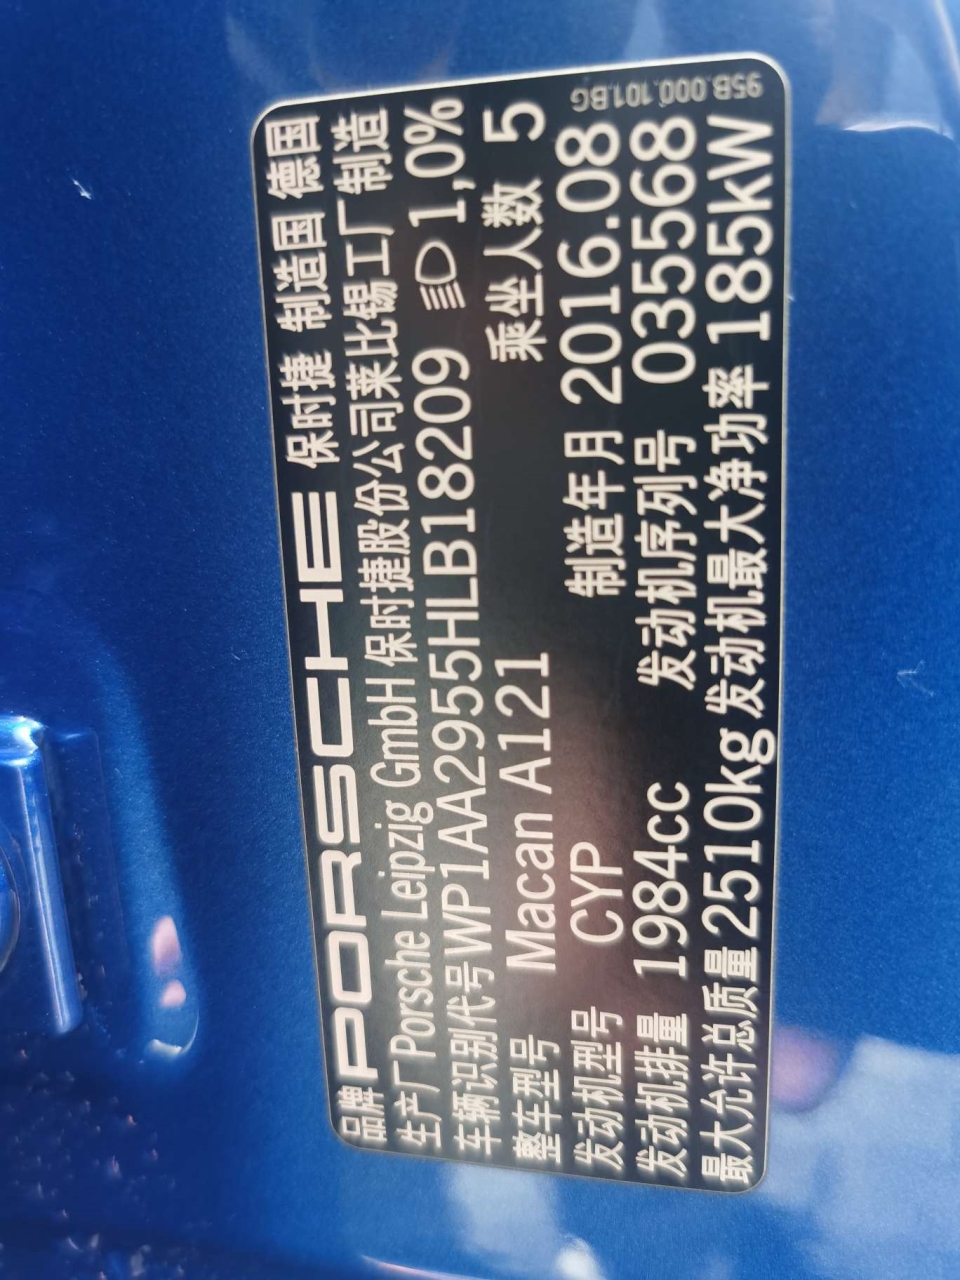 品牌 PORSCHE 保时捷 制造国 德国
生产厂 Porsche Leipzig GmbH 保时捷股份公司莱比锡工厂制造
车辆识别代号 WP1AA2955HLB18209 1,0%
整车型号 Macan A121 乘坐人数 5
发动机型号 CYP 制造年月 2016.08
发动机排量 1984cc 发动机序列号 035568
最大允许总质量 2510kg 发动机最大净功率 185kW
95B.000.101.BG